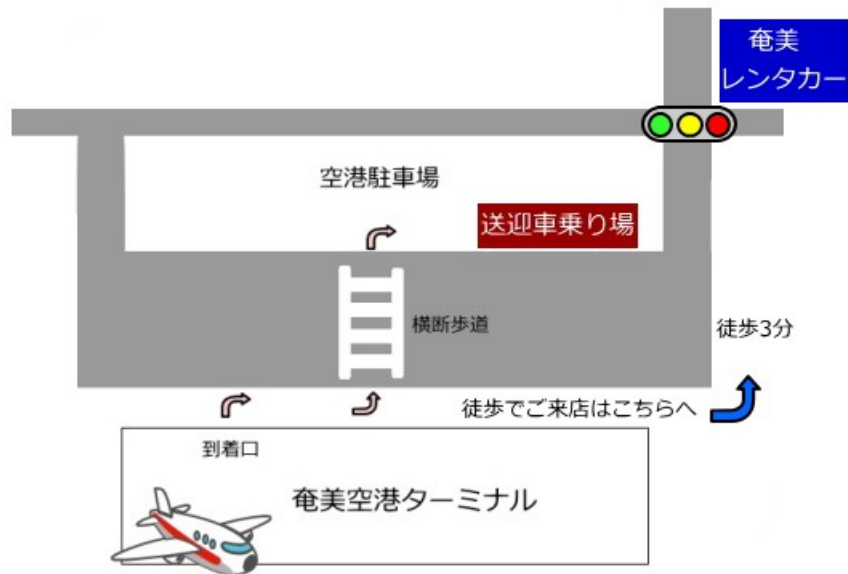 奄美
レンタカー
空港駐車場
送迎車乗り場
横断歩道
徒歩3分
徒歩でご来店はこちらへ
到着口
奄美空港ターミナル